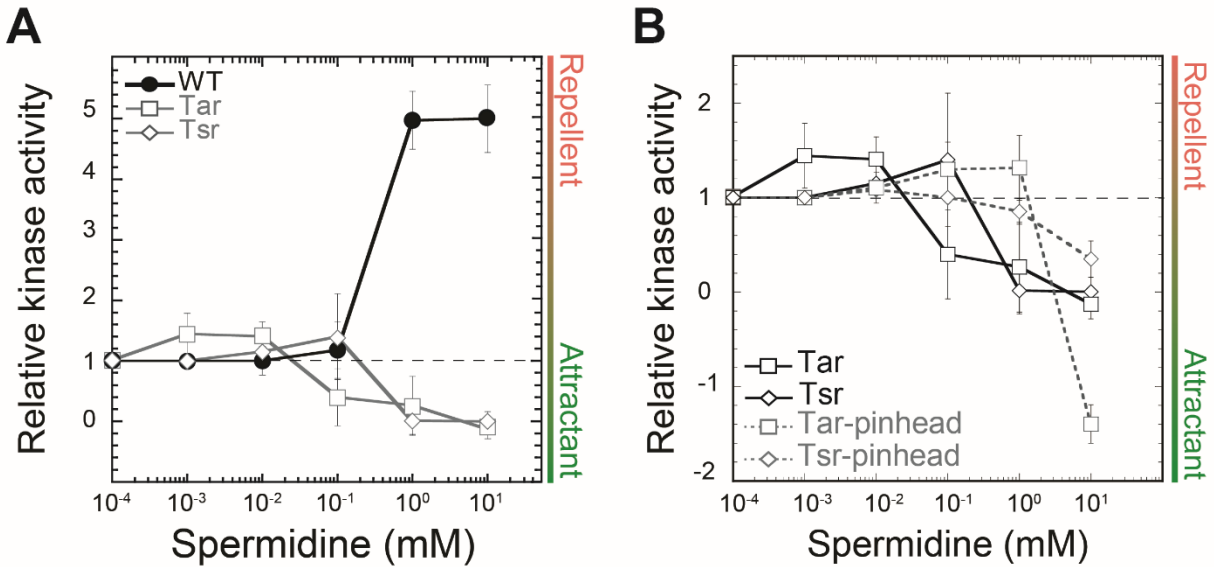 A
Relative kinase activity
5
4
3
2
1
0
WT
Tar
Tsr
10⁻⁴
10⁻³
10⁻²
10⁻¹
10⁰
10¹
Spermidine (mM)
Repellent
Attractant
B
Relative kinase activity
2
1
0
-1
-2
Tar
Tsr
Tar-pinhead
Tsr-pinhead
10⁻⁴
10⁻³
10⁻²
10⁻¹
10⁰
10¹
Spermidine (mM)
Repellent
Attractant